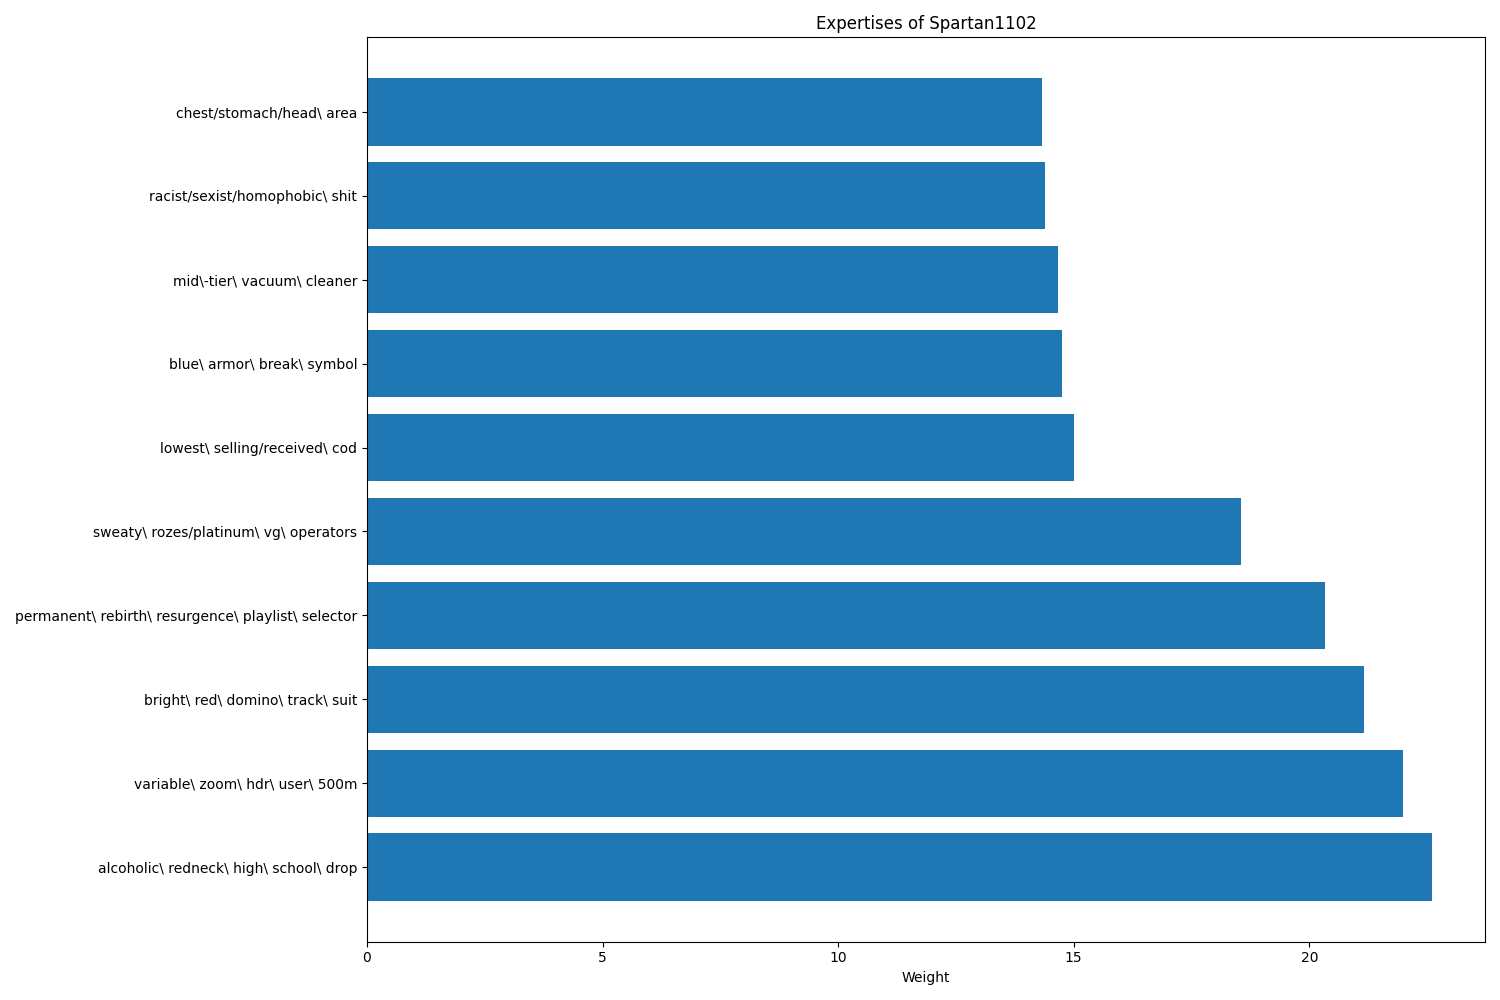 Expertises of Spartan1102
chest/stomach/head\ area
racist/sexist/homophobic\ shit
mid\-tier\ vacuum\ cleaner
blue\ armor\ break\ symbol
lowest\ selling/received\ cod
sweaty\ rozes/platinum\ vg\ operators
permanent\ rebirth\ resurgence\ playlist\ selector
bright\ red\ domino\ track\ suit
variable\ zoom\ hdr\ user\ 500m
alcoholic\ redneck\ high\ school\ drop
0 5 10 15 20
Weight